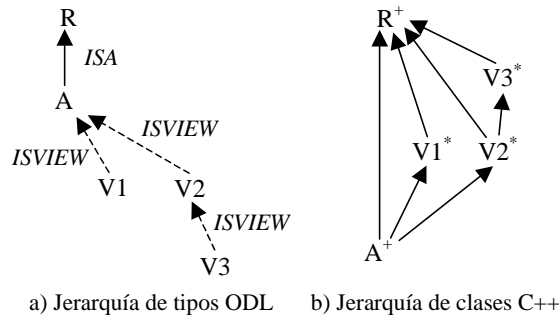 R
ISA
A
ISVIEW
ISVIEW
V1
V2
ISVIEW
V3
a) Jerarquía de tipos ODL
R+
V3*
V1*
V2*
A+
b) Jerarquía de clases C++